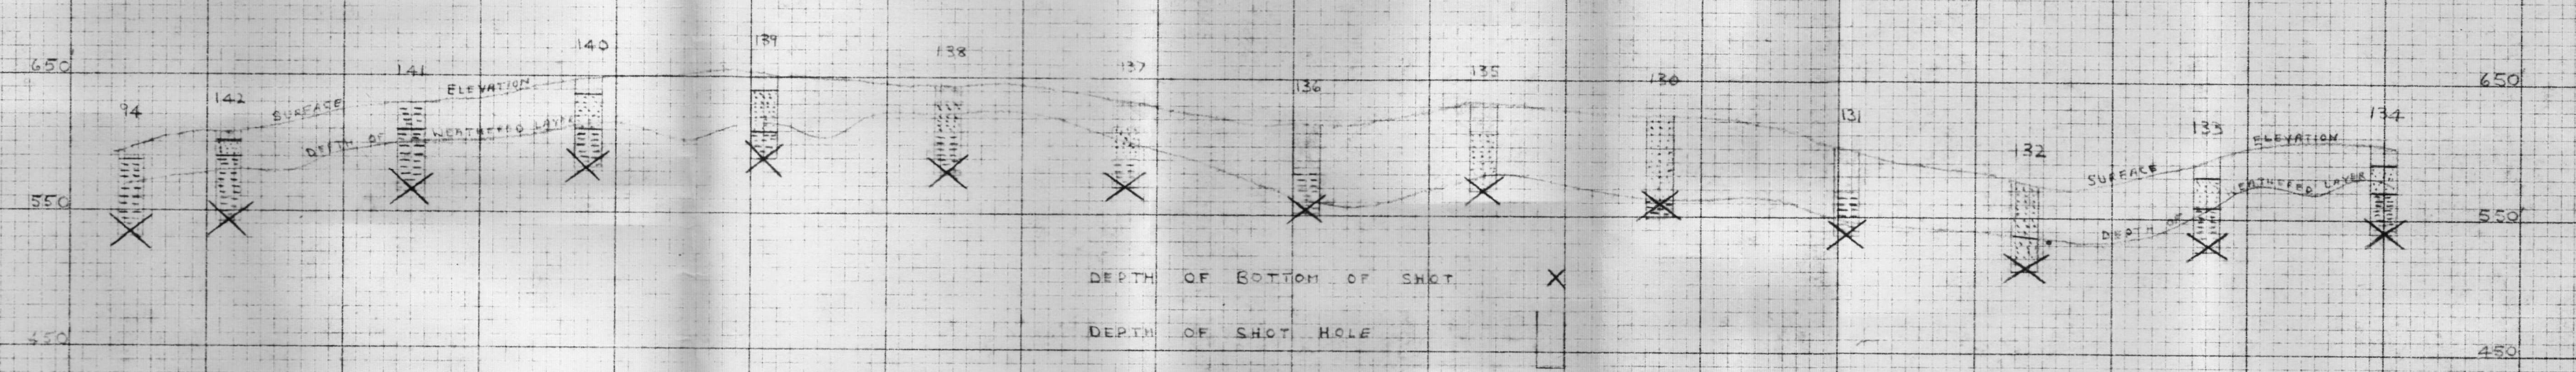 139
140
138
650
137
135
141
130
650
136
142
94
ELEVATION
SURFACE
131
134
133
ELEVATION
DEPTH OF WEATHERED LAYER
132
SURFACE
WEATHERED LAYER
550
550
DEPTH OF
DEPTH OF BOTTOM OF SHOT X
DEPTH OF SHOT HOLE
450
450